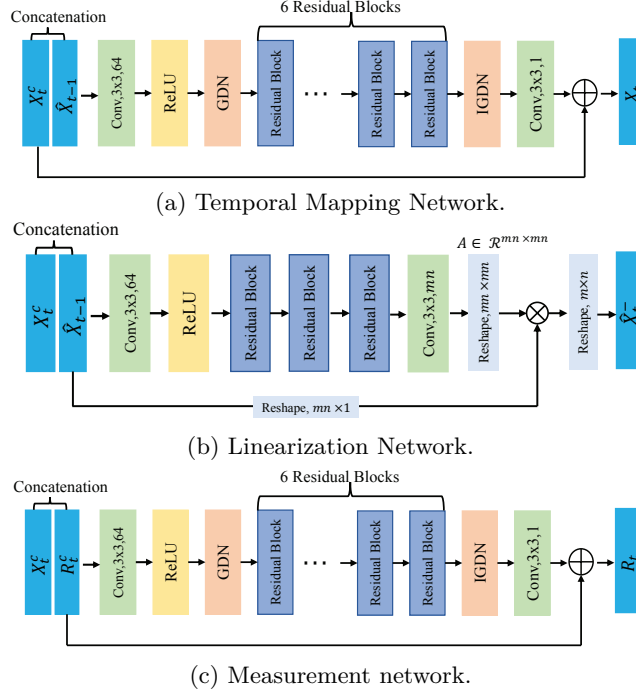 6 Residual Blocks
Concatenation
X_t^c
X̂_{t-1}
Conv,3x3,64
ReLU
GDN
Residual Block
...
Residual Block
Residual Block
IGDN
Conv,3x3,1
(a) Temporal Mapping Network.
Concatenation
A ∈ ℛ^{mn×mn}
X_t^c
X̂_{t-1}
Conv,3x3,64
ReLU
Residual Block
Residual Block
Residual Block
Conv,3x3,mn
Reshape,mn × mn
Reshape, m×n
X̂_t^-
Reshape, mn ×1
(b) Linearization Network.
6 Residual Blocks
Concatenation
X_t^c
R_t^c
Conv,3x3,64
ReLU
GDN
Residual Block
...
Residual Block
Residual Block
IGDN
Conv,3x3,1
R_t
(c) Measurement network.